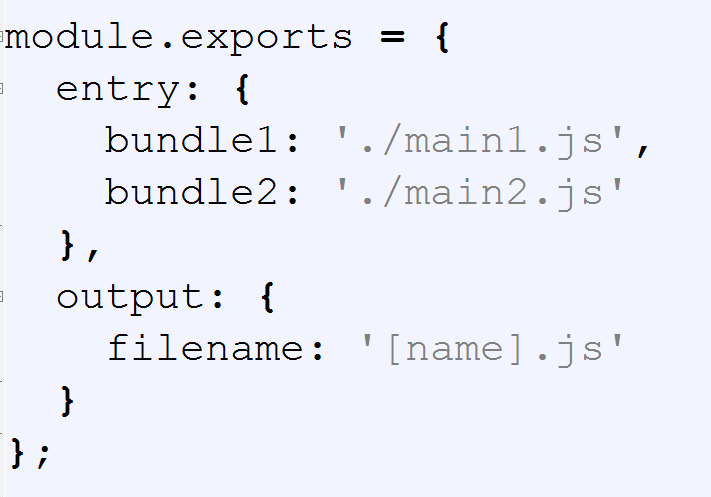 module.exports = {
  entry: {
    bundle1: './main1.js',
    bundle2: './main2.js'
  },
  output: {
    filename: '[name].js'
  }
};